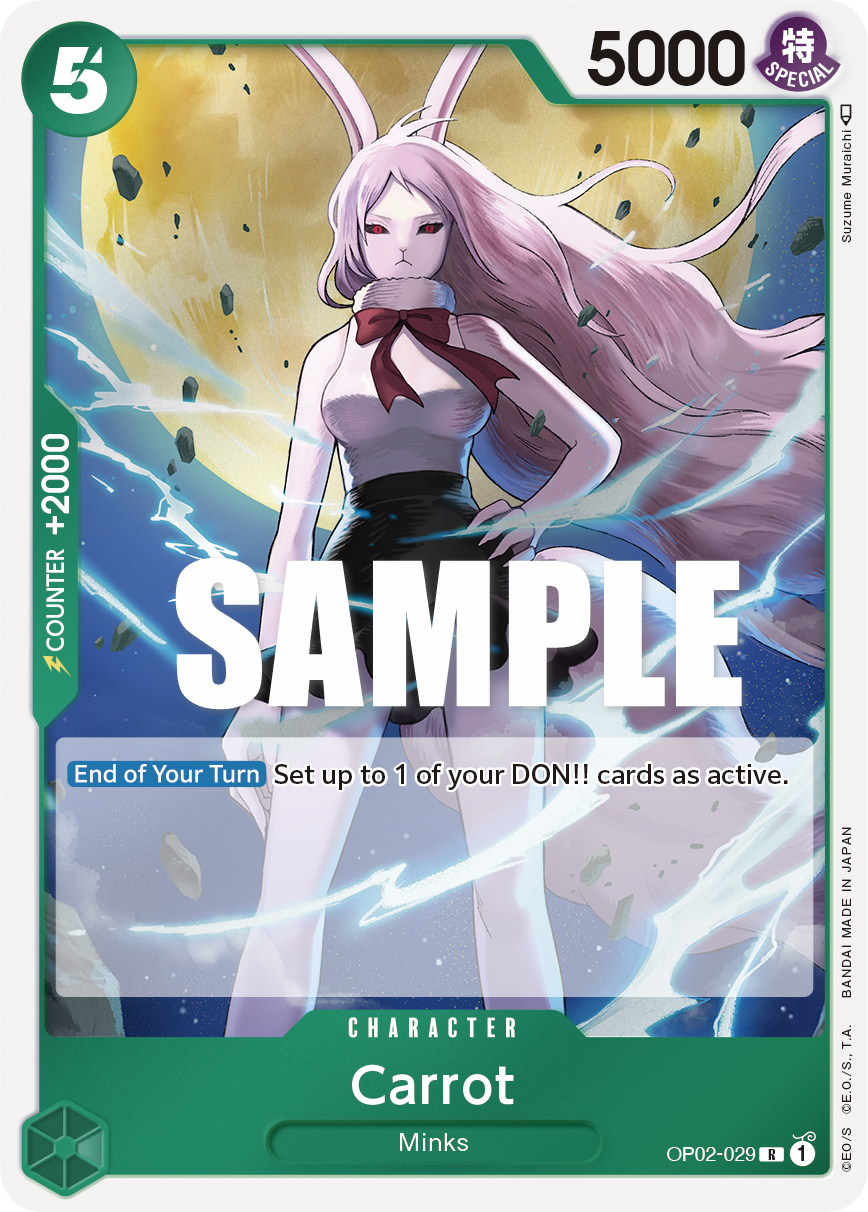 5
5000
特
SPECIAL
Suzume Muraichi
COUNTER +2000
SAMPLE
End of Your Turn Set up to 1 of your DON!! cards as active.
CHARACTER
Carrot
Minks
OP02-029 R 1
©EO/S ©E.O./S., T.A. BANDAI MADE IN JAPAN